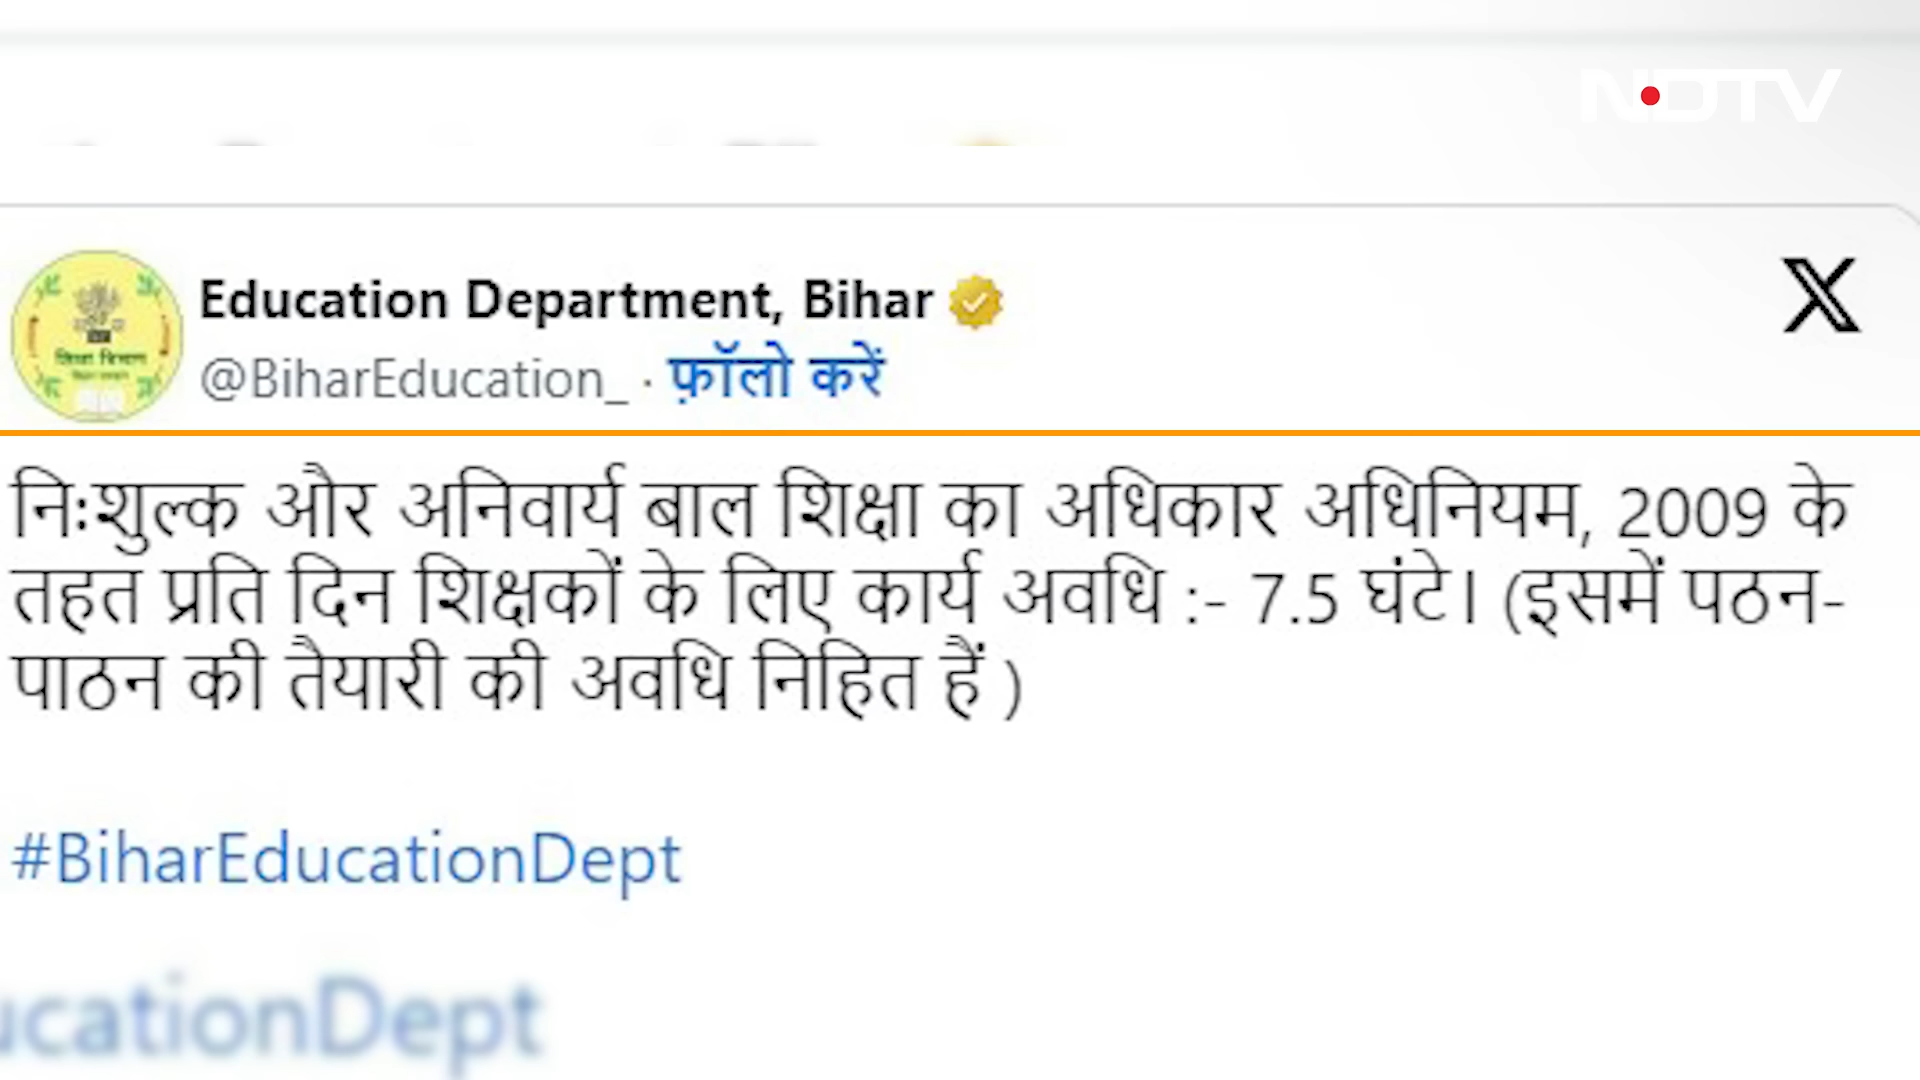 NDTV
Education Department, Bihar
@BiharEducation_ · फ़ॉलो करें
निःशुल्क और अनिवार्य बाल शिक्षा का अधिकार अधिनियम, 2009 के
तहत प्रति दिन शिक्षकों के लिए कार्य अवधि :- 7.5 घंटे। (इसमें पठन-
पाठन की तैयारी की अवधि निहित हैं )
#BiharEducationDept
ucationDept